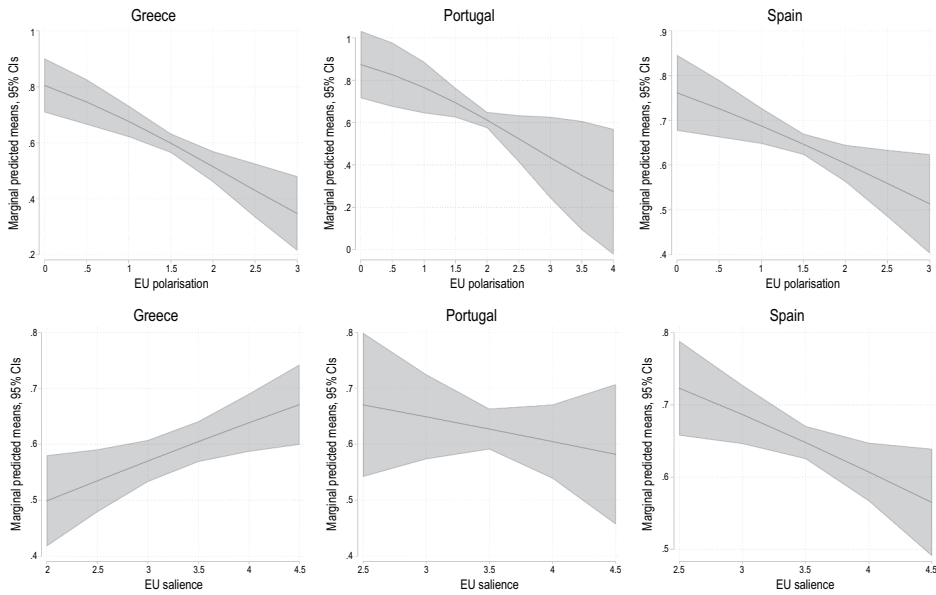 Greece
Portugal
Spain
Marginal predicted means, 95% CIs
1
.8
.6
.4
.2
0 .5 1 1.5 2 2.5 3
EU polarisation
Marginal predicted means, 95% CIs
1
.8
.6
.4
.2
0
0 .5 1 1.5 2 2.5 3 3.5 4
EU polarisation
Marginal predicted means, 95% CIs
.9
.8
.7
.6
.5
.4
0 .5 1 1.5 2 2.5 3
EU polarisation
Greece
Portugal
Spain
Marginal predicted means, 95% CIs
.8
.7
.6
.5
.4
2 2.5 3 3.5 4 4.5
EU salience
Marginal predicted means, 95% CIs
.8
.7
.6
.5
.4
2.5 3 3.5 4 4.5
EU salience
Marginal predicted means, 95% CIs
.8
.7
.6
.5
2.5 3 3.5 4 4.5
EU salience